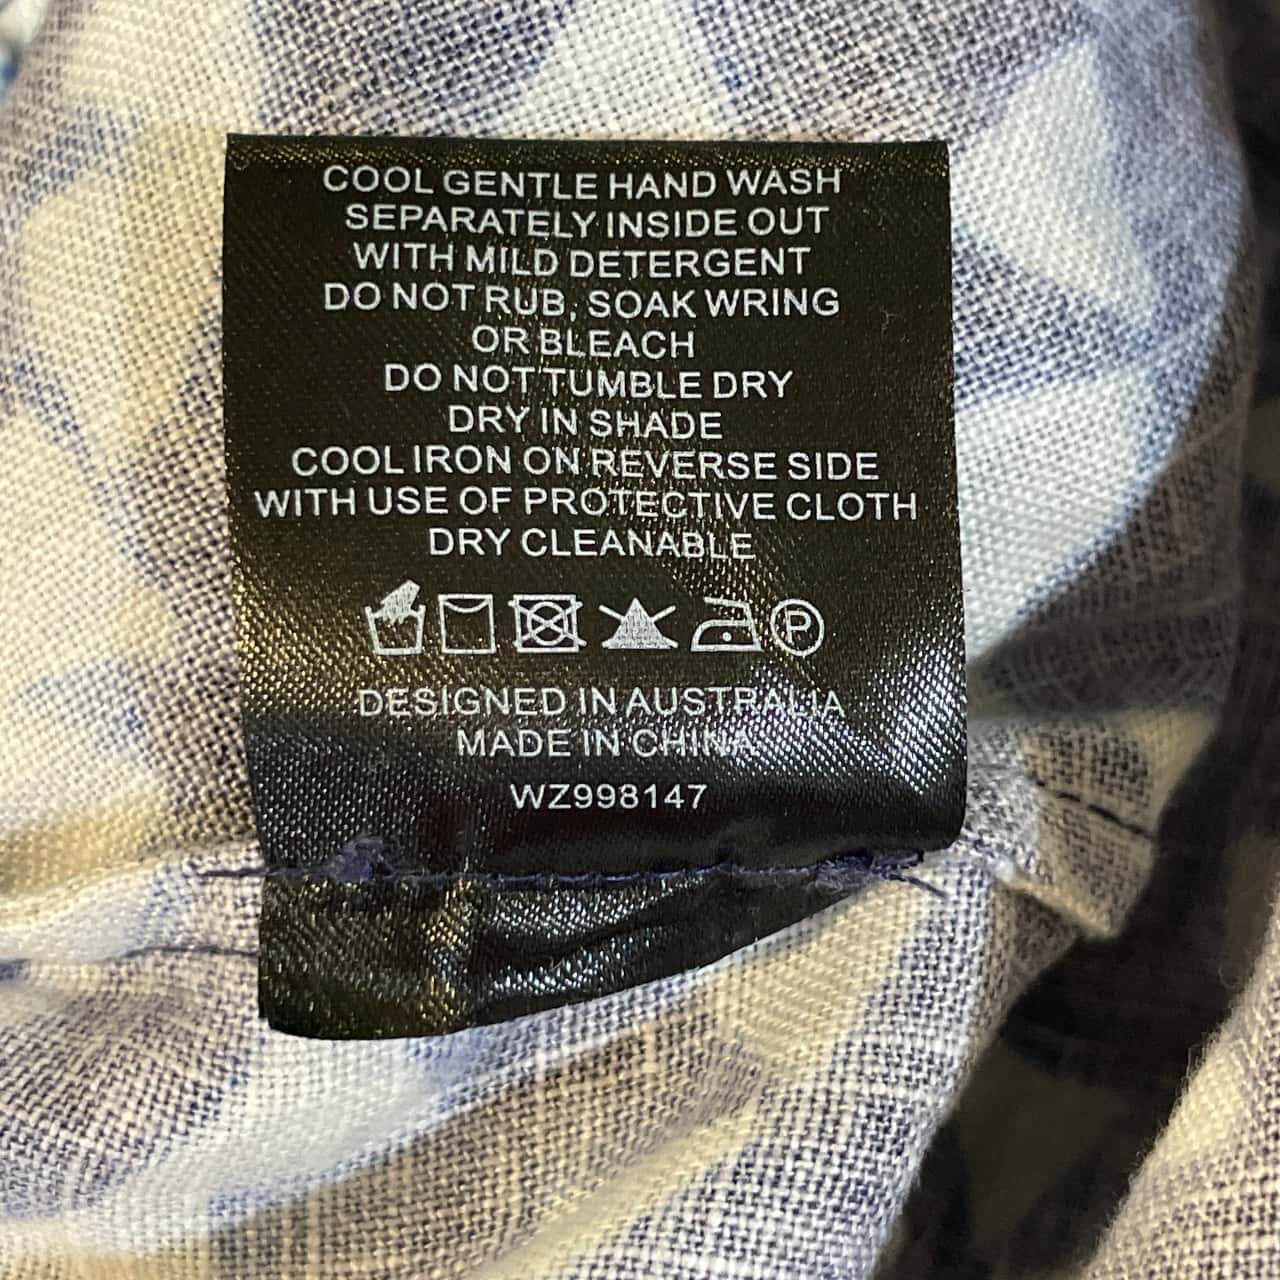 COOL GENTLE HAND WASH
SEPARATELY INSIDE OUT
WITH MILD DETERGENT
DO NOT RUB, SOAK WRING
OR BLEACH
DO NOT TUMBLE DRY
DRY IN SHADE
COOL IRON ON REVERSE SIDE
WITH USE OF PROTECTIVE CLOTH
DRY CLEANABLE
P
DESIGNED IN AUSTRALIA
MADE IN CHINA
WZ998147